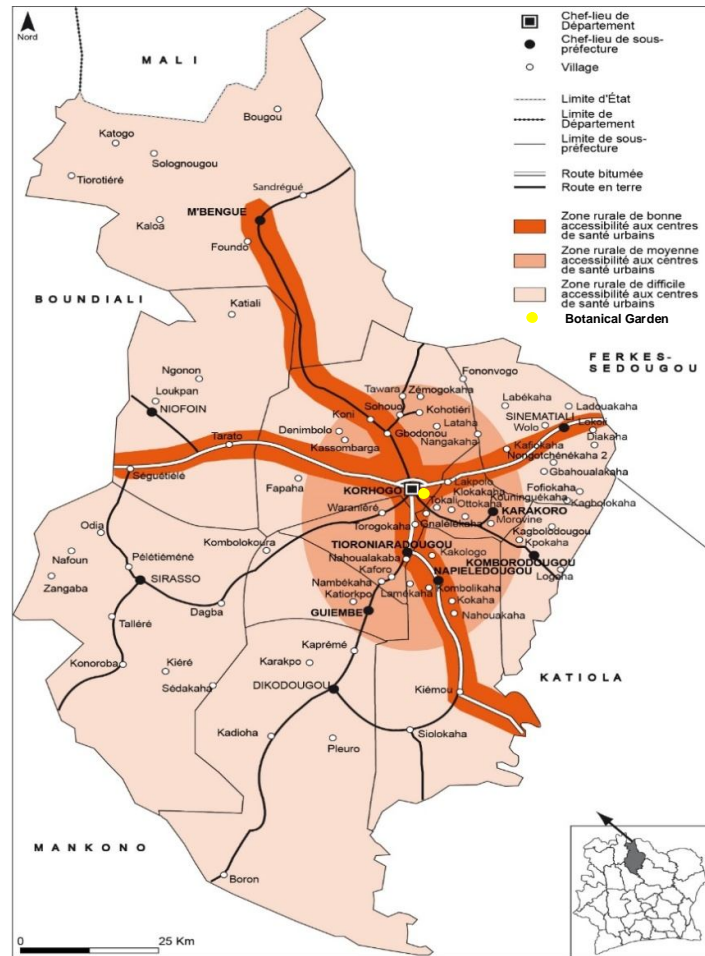 Nord
Chef-lieu de
Département
Chef-lieu de sous-
préfecture
Village
Limite d'État
Limite de
Département
Limite de sous-
préfecture
Route bitumée
Route en terre
Zone rurale de bonne
accessibilité aux centres
de santé urbains
Zone rurale de moyenne
accessibilité aux centres
de santé urbains
Zone rurale de difficile
accessibilité aux centres
de santé urbains
Botanical Garden
MALI
Bougou
Katogo
Solognougou
Tiorotiéré
Sandrégué
M'BENGUE
Kaloa
Foundo
BOUNDIALI
Katiali
FERKES-
SEDOUGOU
Ngonon
Loukpan
NIOFOIN
Fononvogo
Tawara
Zémogokaha
Labékaha
Ladouakaha
Sohouo
Kohotiéri
SINEMATIALI
Koni
Lataha
Wolo
Lokoli
Denimbolo
Gbodonou
Nangakaha
Diakaha
Tarato
Kassombarga
Kafiokaha
Nongotchénékaha 2
Gbahoualakaha
Séguétiélé
Fapaha
KORHOGO
Lakpolo
Klokakaha
Fofiokaha
Tokali
Ottokaha
Kouninguékaha
Kagbolokaha
Waraniéré
KARAKORO
Torogokaha
Gnalélékaha
Morovine
Kagbolodougou
Odia
Kombolokoura
TIORONIARADOUGOU
Kpokaha
Nafoun
Pélétiéméné
Nahoualakaba
Kakologo
KOMBORODOUGOU
Zangaba
SIRASSO
Kaforo
NAPIELEDOUGOU
Logaha
Nambékaha
Lamékaha
Kombolikaha
Katiorkpo
Kokaha
Dagba
GUIEMBE
Nahouakaha
Talléré
Kaprémé
Konoroba
Kiéré
Karakpo
KATIOLA
Sédakaha
DIKODOUGOU
Kiémou
Kadioha
Pleuro
Siolokaha
MANKONO
Boron
0
25 Km